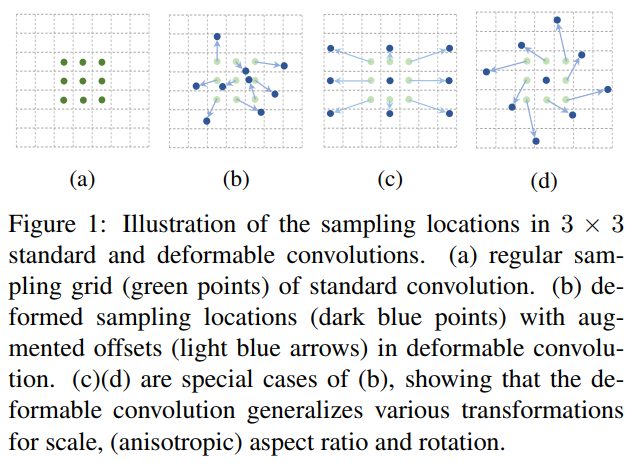 (a) (b) (c) (d)
Figure 1: Illustration of the sampling locations in 3 × 3
standard and deformable convolutions. (a) regular sam-
pling grid (green points) of standard convolution. (b) de-
formed sampling locations (dark blue points) with aug-
mented offsets (light blue arrows) in deformable convolu-
tion. (c)(d) are special cases of (b), showing that the de-
formable convolution generalizes various transformations
for scale, (anisotropic) aspect ratio and rotation.